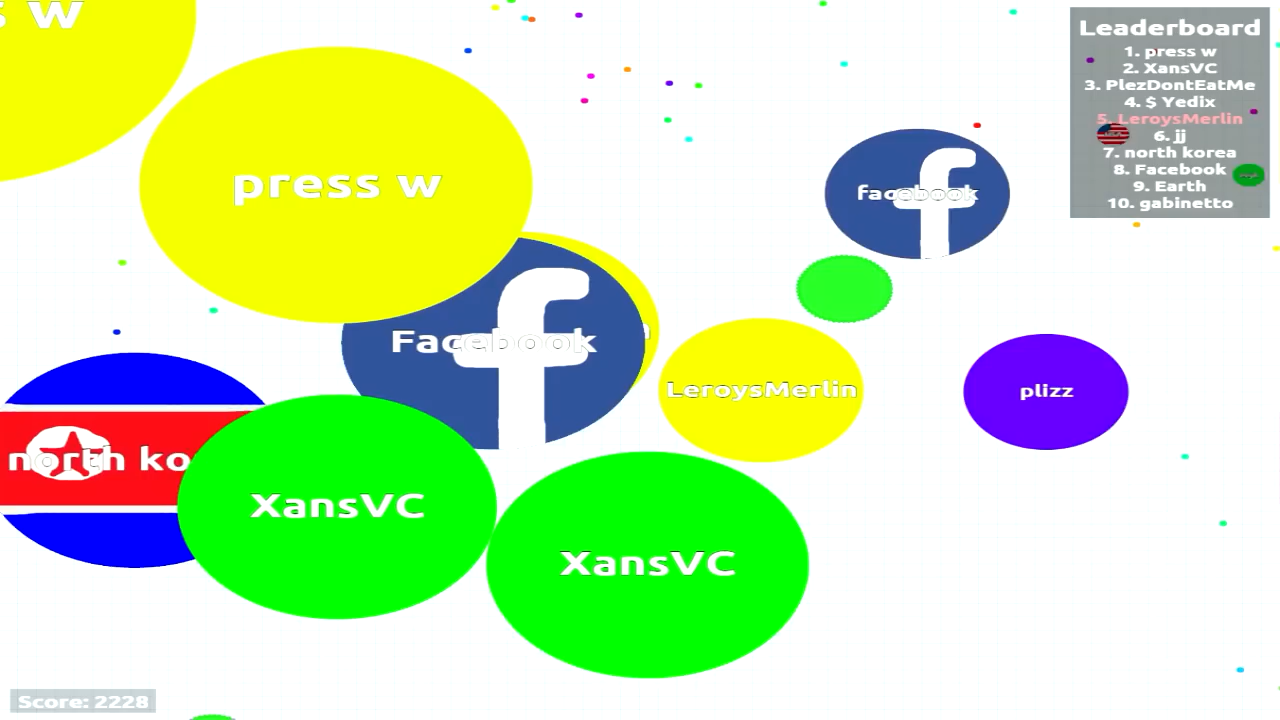 s w
Leaderboard
1. press w
2. XansVC
3. PlezDontEatMe
4. $ Yedix
5. LeroysMerlin
6. jj
7. north korea
8. Facebook
9. Earth
10. gabinetto
press w
facebook
Facebook
LeroysMerlin
plizz
north ko
XansVC
XansVC
Score: 2228